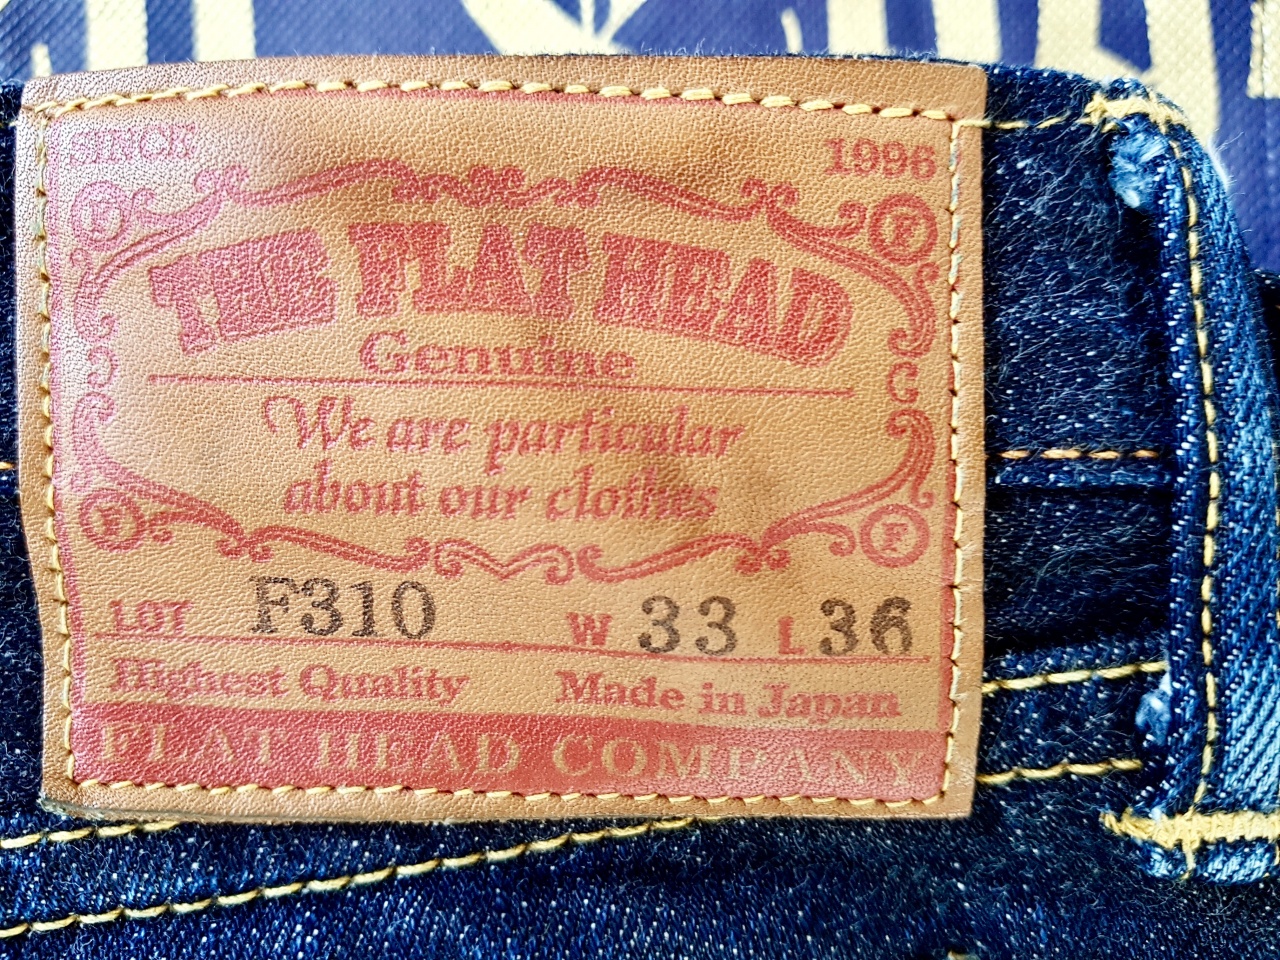 SINCE 1996
THE FLAT HEAD
Genuine
We are particular
about our clothes
LOT F310 W 33 L 36
Highest Quality Made in Japan
FLAT HEAD COMPANY